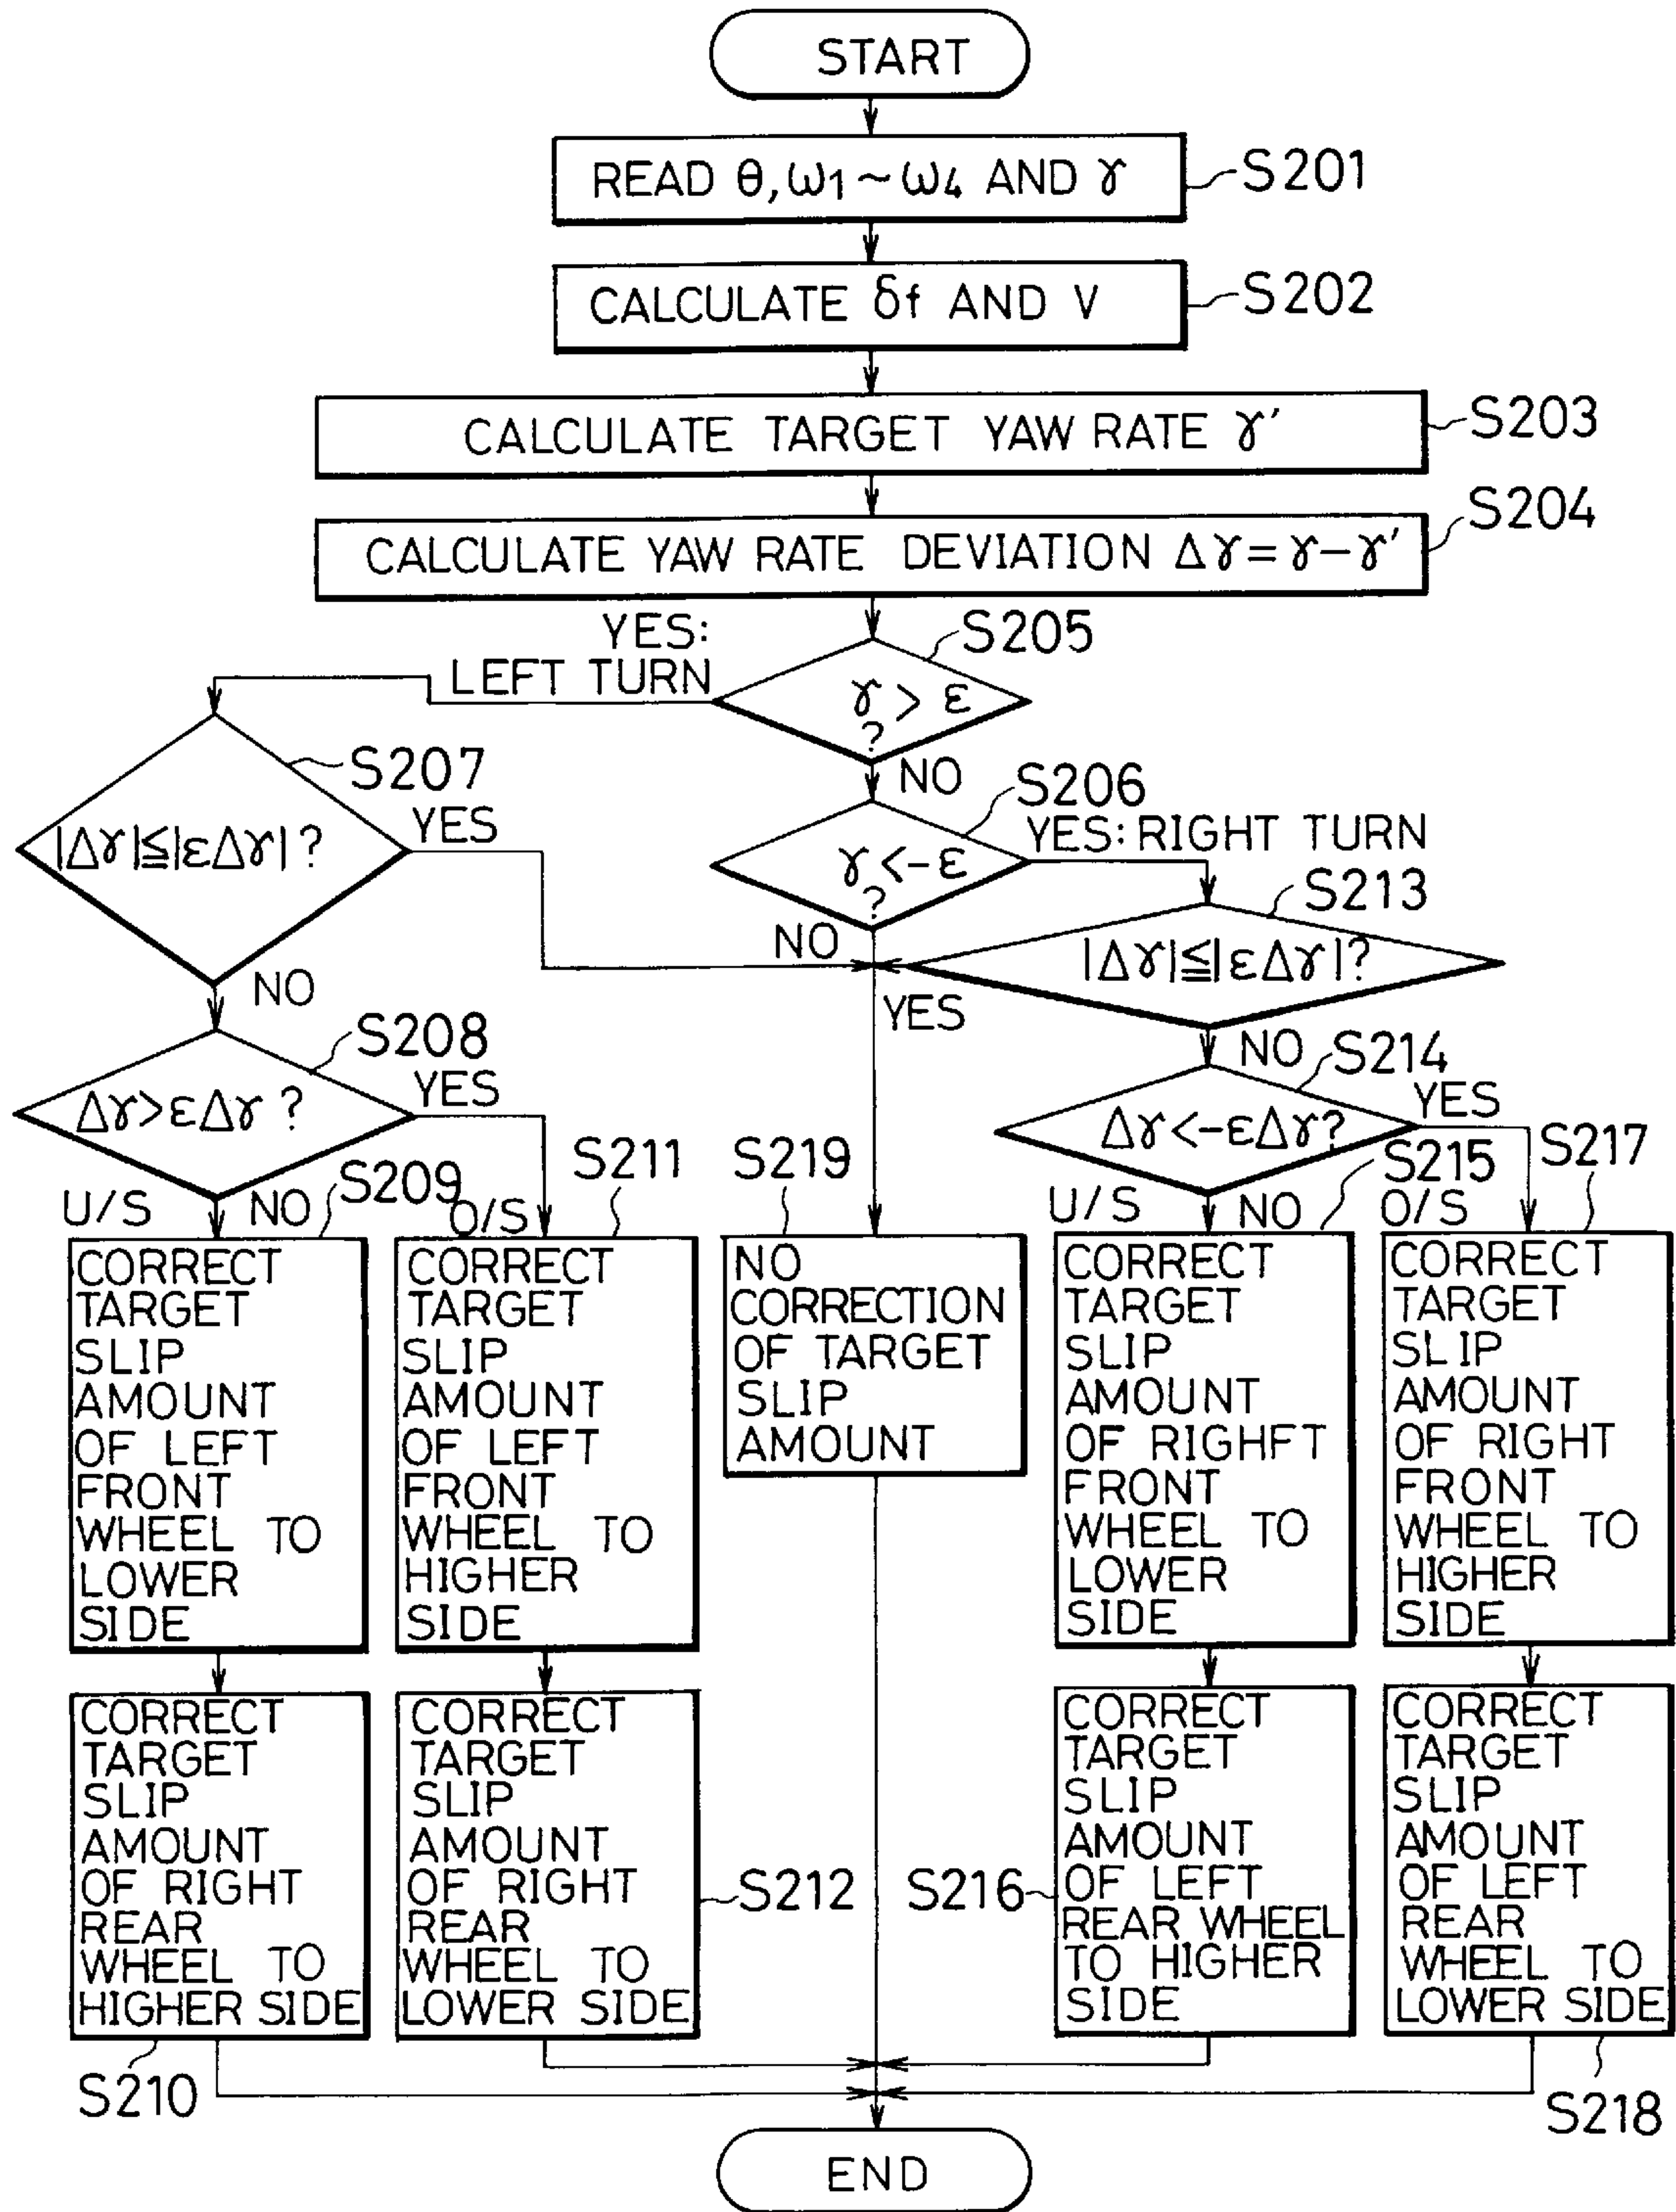 START
READ θ,ω1~ω4 AND γ
S201
CALCULATE δf AND V
S202
CALCULATE TARGET YAW RATE γ'
S203
CALCULATE YAW RATE DEVIATION Δγ=γ-γ'
S204
YES:
LEFT TURN
S205
γ > ε
?
NO
S207
|Δγ|≦|εΔγ|?
YES
NO
S206
γ <-ε
?
YES: RIGHT TURN
NO
S213
|Δγ|≦|εΔγ|?
YES
NO
S208
Δγ>εΔγ ?
YES
S214
Δγ<-εΔγ?
YES
U/S
NO
S209
CORRECT
TARGET
SLIP
AMOUNT
OF LEFT
FRONT
WHEEL TO
LOWER
SIDE
O/S
S211
CORRECT
TARGET
SLIP
AMOUNT
OF LEFT
FRONT
WHEEL TO
HIGHER
SIDE
S219
NO
CORRECTION
OF TARGET
SLIP
AMOUNT
U/S
NO
S215
CORRECT
TARGET
SLIP
AMOUNT
OF RIGHFT
FRONT
WHEEL TO
LOWER
SIDE
O/S
S217
CORRECT
TARGET
SLIP
AMOUNT
OF RIGHT
FRONT
WHEEL TO
HIGHER
SIDE
CORRECT
TARGET
SLIP
AMOUNT
OF RIGHT
REAR
WHEEL TO
HIGHER SIDE
S210
CORRECT
TARGET
SLIP
AMOUNT
OF RIGHT
REAR
WHEEL TO
LOWER SIDE
S212
S216
CORRECT
TARGET
SLIP
AMOUNT
OF LEFT
REAR WHEEL
TO HIGHER
SIDE
CORRECT
TARGET
SLIP
AMOUNT
OF LEFT
REAR
WHEEL TO
LOWER SIDE
S218
END